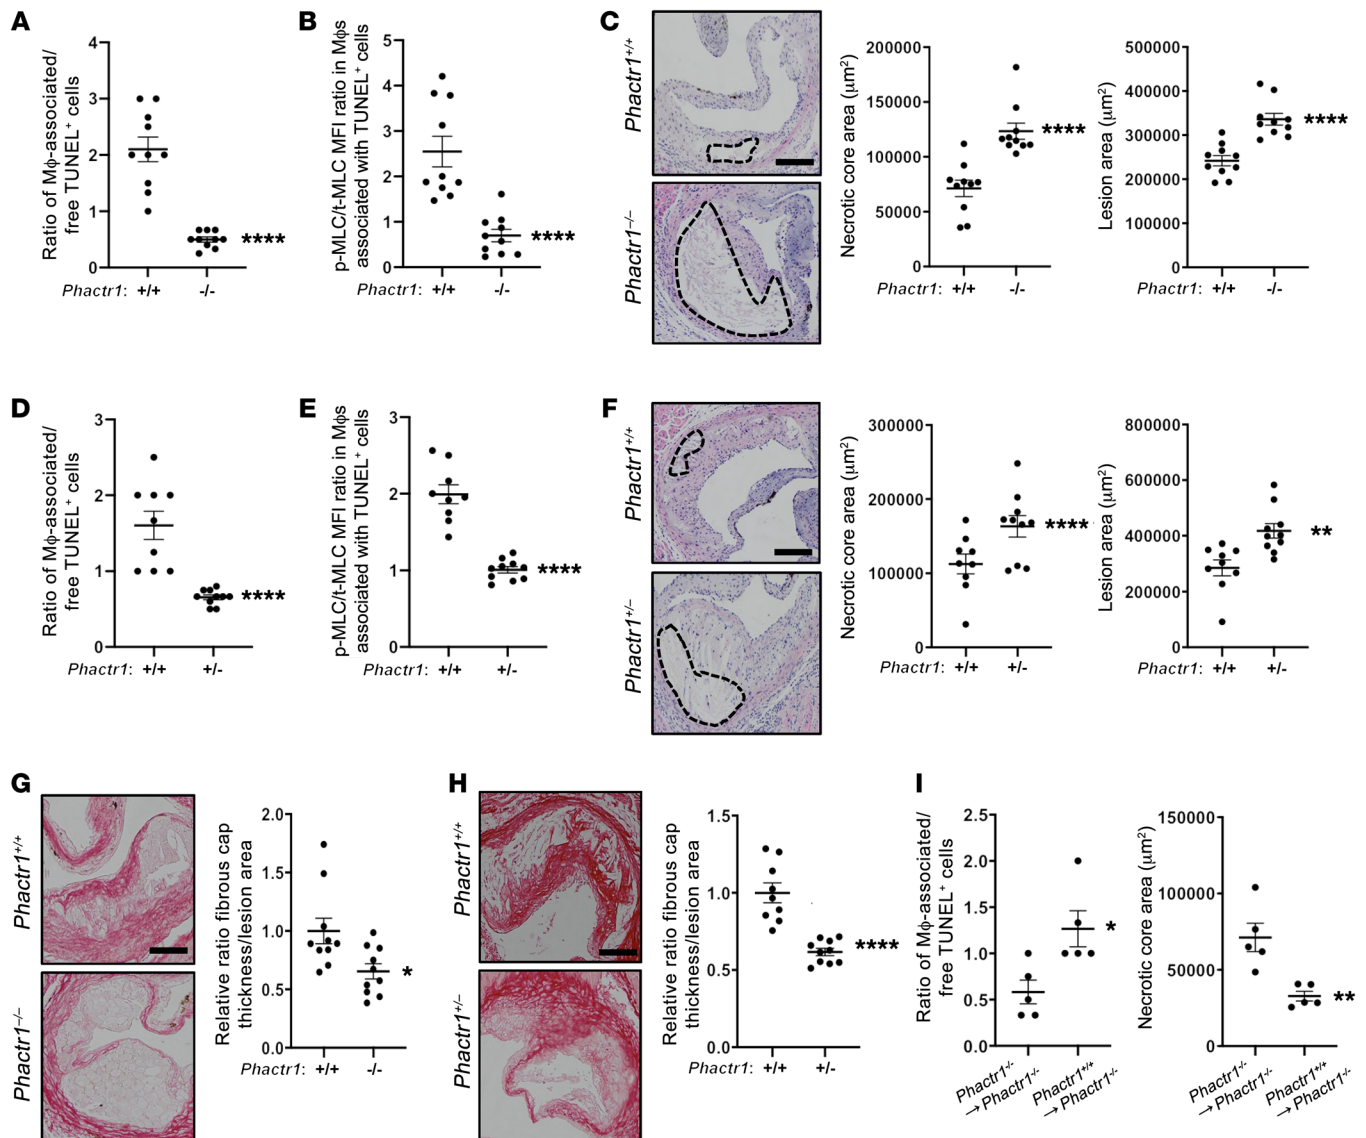 A
Ratio of Mϕ-associated/
free TUNEL⁺ cells
4
3
2
1
0
****
Phactr1: +/+ -/-
B
p-MLC/t-MLC MFI ratio in Mϕs
associated with TUNEL⁺ cells
5
4
3
2
1
0
****
Phactr1: +/+ -/-
C
Phactr1⁺/⁺
Phactr1⁻/⁻
Necrotic core area (μm²)
200000
150000
100000
50000
0
****
+/+ -/-
Lesion area (μm²)
500000
400000
300000
200000
100000
0
****
Phactr1: +/+ -/-
Phactr1: 
D
Ratio of Mϕ-associated/
free TUNEL⁺ cells
3
2
1
0
****
Phactr1: +/+ +/-
E
p-MLC/t-MLC MFI ratio in Mϕs
associated with TUNEL⁺ cells
3
2
1
0
****
Phactr1: +/+ +/-
F
Phactr1⁺/⁺
Phactr1⁺/⁻
Necrotic core area (μm²)
300000
200000
100000
0
****
Phactr1: +/+ +/-
Lesion area (μm²)
800000
600000
400000
200000
0
**
Phactr1: +/+ +/-
G
Phactr1⁺/⁺
Phactr1⁻/⁻
Relative ratio fibrous cap
thickness/lesion area
2.0
1.5
1.0
0.5
0.0
*
Phactr1: +/+ -/-
H
Phactr1⁺/⁺
Phactr1⁺/⁻
Relative ratio fibrous cap
thickness/lesion area
1.5
1.0
0.5
0.0
****
Phactr1: +/+ +/-
I
Ratio of Mϕ-associated/
free TUNEL⁺ cells
2.5
2.0
1.5
1.0
0.5
0.0
*
Phactr1⁻/⁻
→ Phactr1⁻/⁻
Phactr1⁺/⁺
→ Phactr1⁻/⁻
Necrotic core area (μm²)
150000
100000
50000
0
**
Phactr1⁻/⁻
→ Phactr1⁻/⁻
Phactr1⁺/⁺
→ Phactr1⁻/⁻